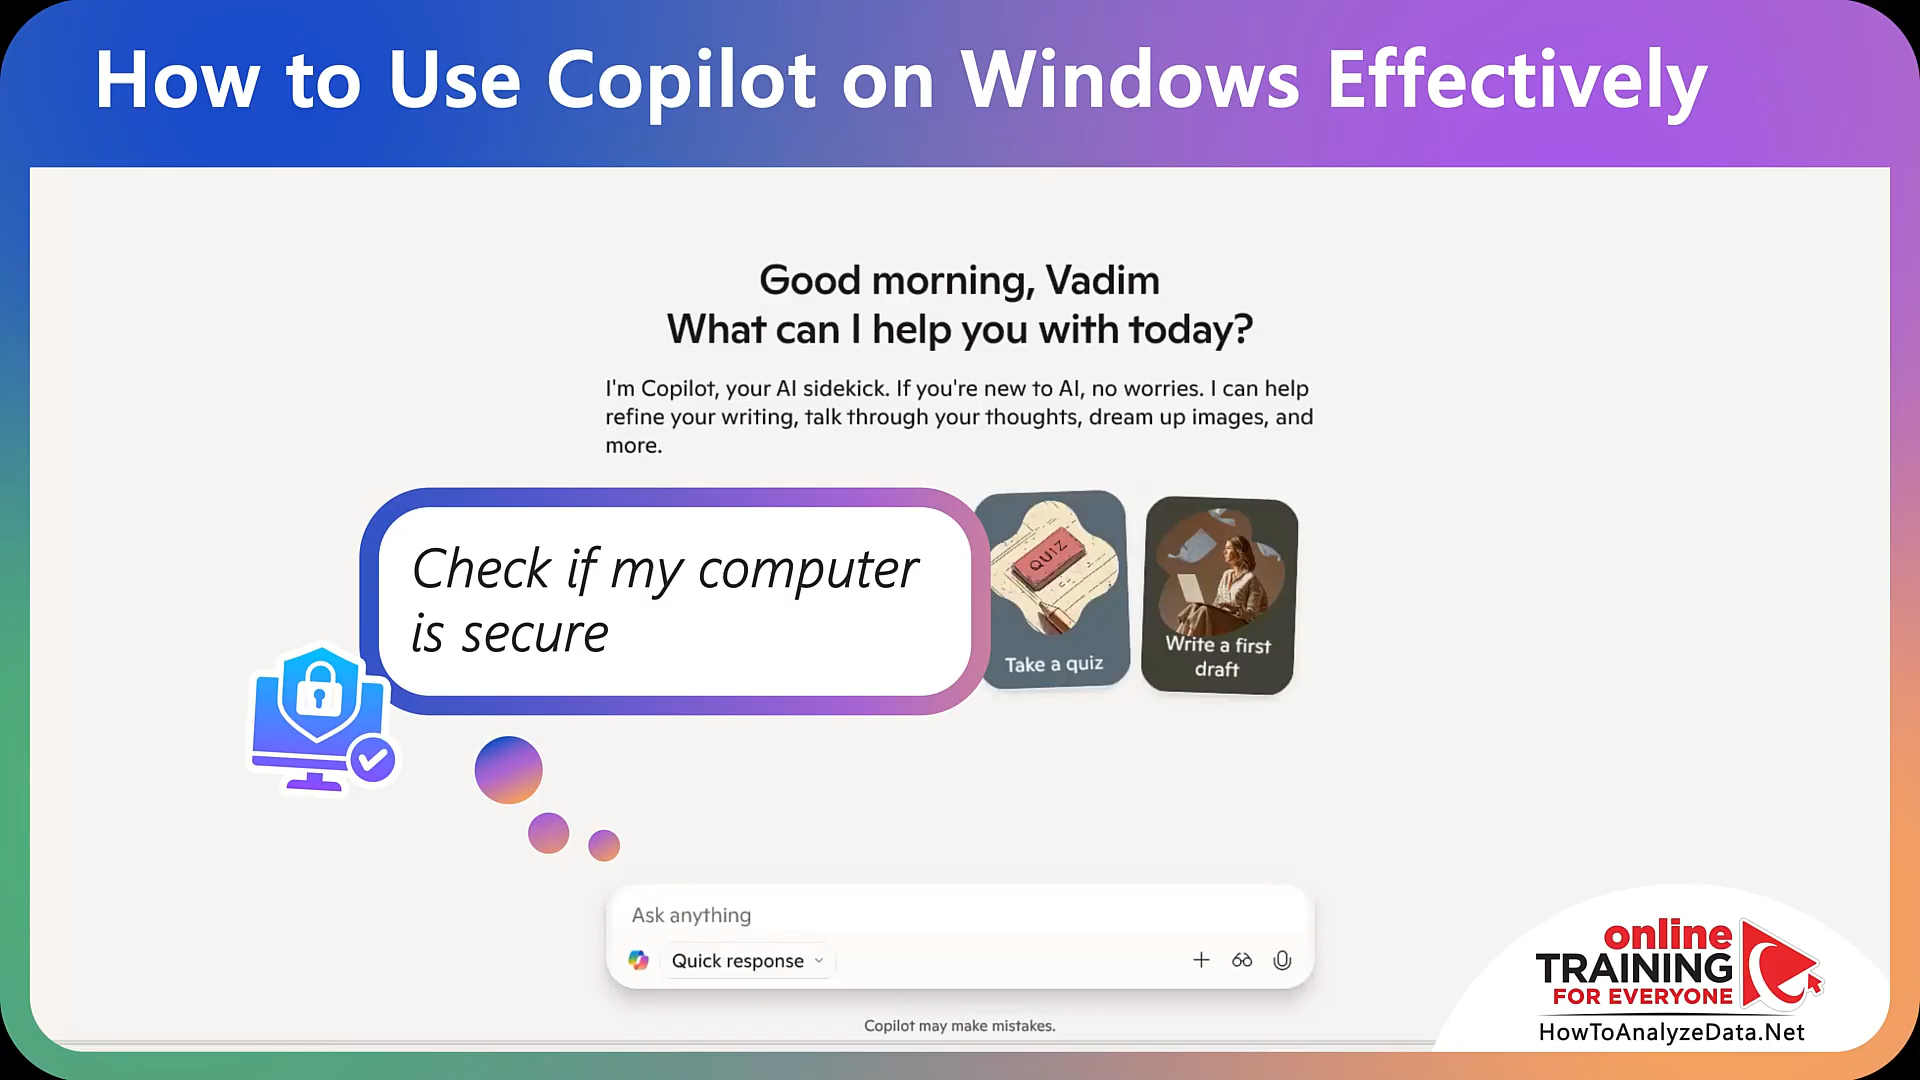 How to Use Copilot on Windows Effectively
Good morning, Vadim
What can I help you with today?
I'm Copilot, your AI sidekick. If you're new to AI, no worries. I can help
refine your writing, talk through your thoughts, dream up images, and
more.
Check if my computer
is secure
QUIZ
Take a quiz
Write a first
draft
Ask anything
Quick response
Copilot may make mistakes.
online
TRAINING
FOR EVERYONE
HowToAnalyzeData.Net